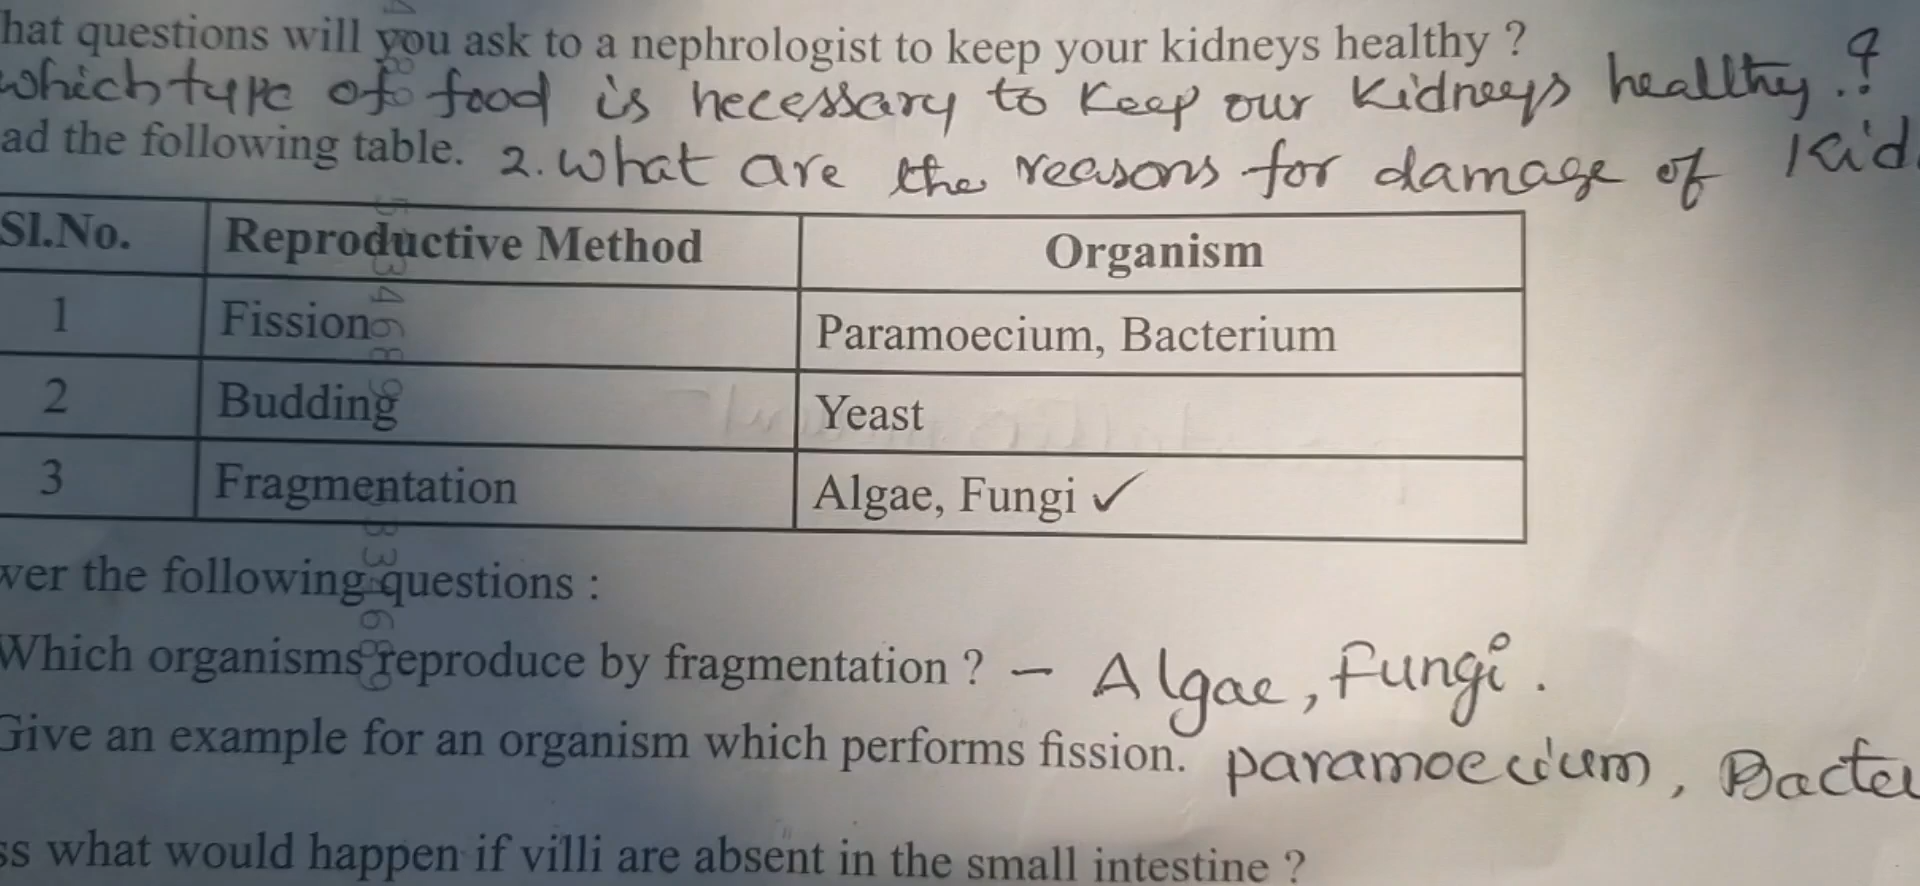 hat questions will you ask to a nephrologist to keep your kidneys healthy ?
which type of food is necessary to keep our kidneeys heallthy.?
ad the following table. 2. what are the reasons for damage of kid
Sl.No. Reproductive Method Organism
1 Fission Paramoecium, Bacterium
2 Budding Yeast
3 Fragmentation Algae, Fungi ✓
wer the following questions :
Which organisms reproduce by fragmentation ? – Algae, fungi.
Give an example for an organism which performs fission. paramoecium, Bacte
ss what would happen if villi are absent in the small intestine ?